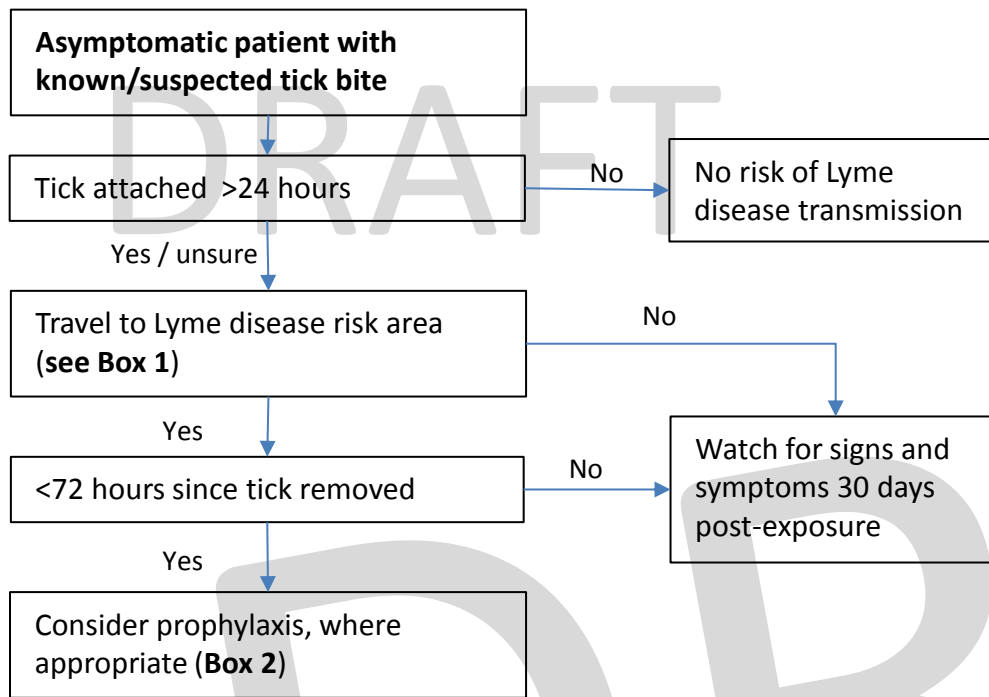 Asymptomatic patient with
known/suspected tick bite
DRAFT
Tick attached  >24 hours
No
No risk of Lyme
disease transmission
Yes / unsure
Travel to Lyme disease risk area
(see Box 1)
No
Yes
<72 hours since tick removed
No
Watch for signs and
symptoms 30 days
post-exposure
Yes
Consider prophylaxis, where
appropriate (Box 2)